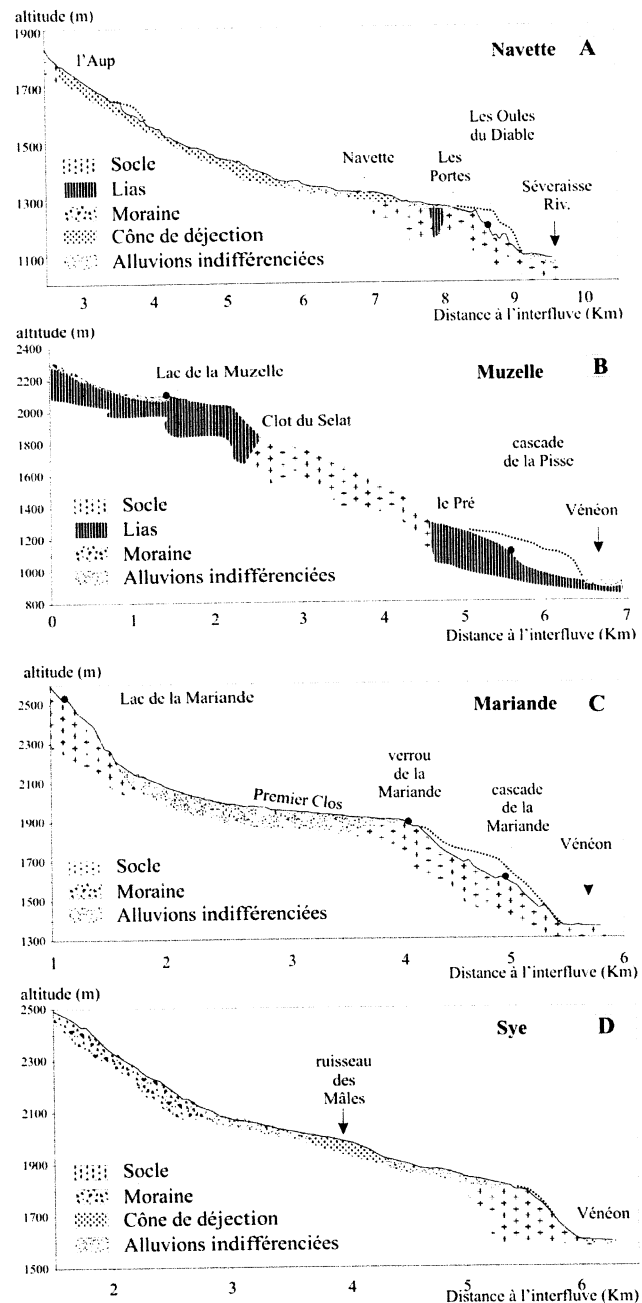 altitude (m)
1900
Navette A
l'Aup
1700
Les Oules
du Diable
1500
Navette
Les
Portes
Séveraisse
Riv.
Socle
Lias
1300
Moraine
Cône de déjection
1100
Alluvions indifférenciées
3 4 5 6 7 8 9 10
Distance à l'interfluve (Km)
altitude (m)
2400
Lac de la Muzelle
Muzelle B
2200
2000
Clot du Selat
cascade
de la Pisse
1800
1600
le Pré
Vénéon
1400
Socle
1200
Lias
1000
Moraine
Alluvions indifférenciées
800
0 1 2 3 4 5 6 7
Distance à l'interfluve (Km)
altitude (m)
Lac de la Mariande
Mariande C
2500
verrou
de la
Mariande
2300
cascade
de la
Mariande
2100
Premier Clos
Vénéon
1900
1700
Socle
Moraine
1500
Alluvions indifférenciées
1300
1 2 3 4 5 6
Distance à l'interfluve (Km)
altitude (m)
2500
Sye D
2300
ruisseau
des
Mâles
2100
1900
Socle
Moraine
Vénéon
1700
Cône de déjection
Alluvions indifférenciées
1500
2 3 4 5 6
Distance à l'interfluve (Km)